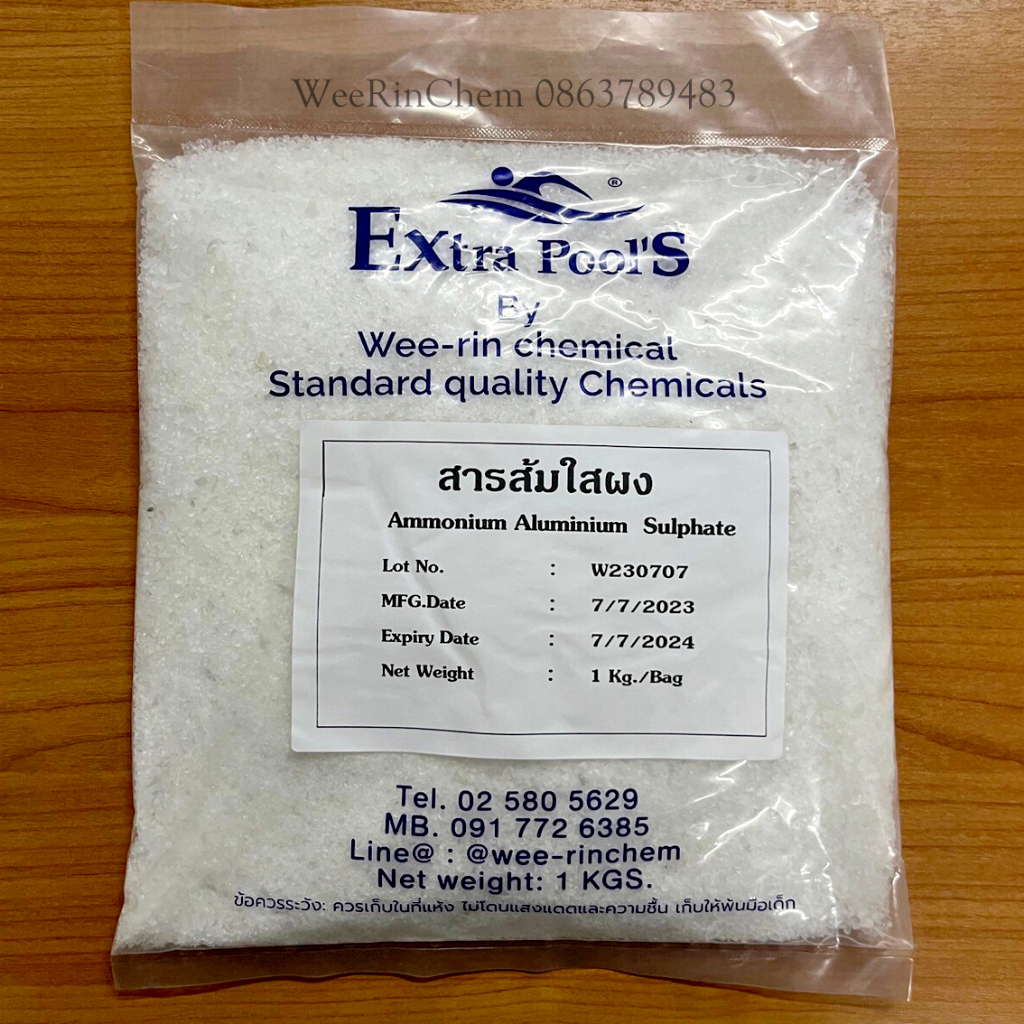 WeeRinChem 0863789483
®
Extra Pool's
By
Wee-rin chemical
Standard quality Chemicals
สารส้มใสผง
Ammonium Aluminium Sulphate
Lot No. : W230707
MFG.Date : 7/7/2023
Expiry Date : 7/7/2024
Net Weight : 1 Kg./Bag
Tel. 02 580 5629
MB. 091 772 6385
Line@ : @wee-rinchem
Net weight: 1 KGS.
ข้อควรระวัง: ควรเก็บในที่แห้ง ไม่โดนแสงแดดและความชื้น เก็บให้พ้นมือเด็ก